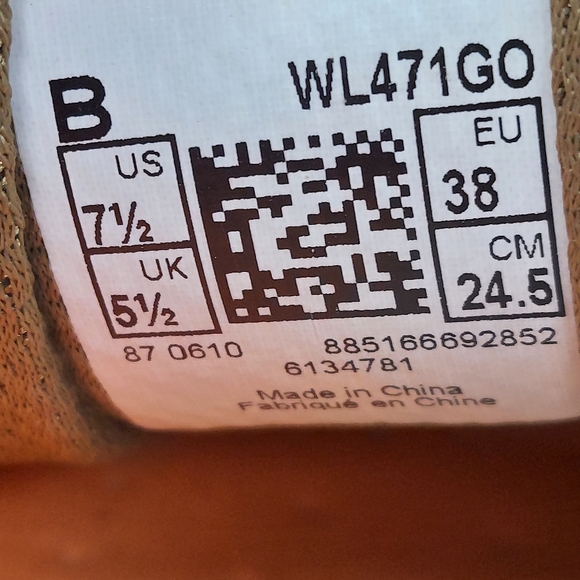 B
WL471GO
US
7½
UK
5½
EU
38
CM
24.5
87 0610
885166692852
6134781
Made in China
Fabriqué en Chine